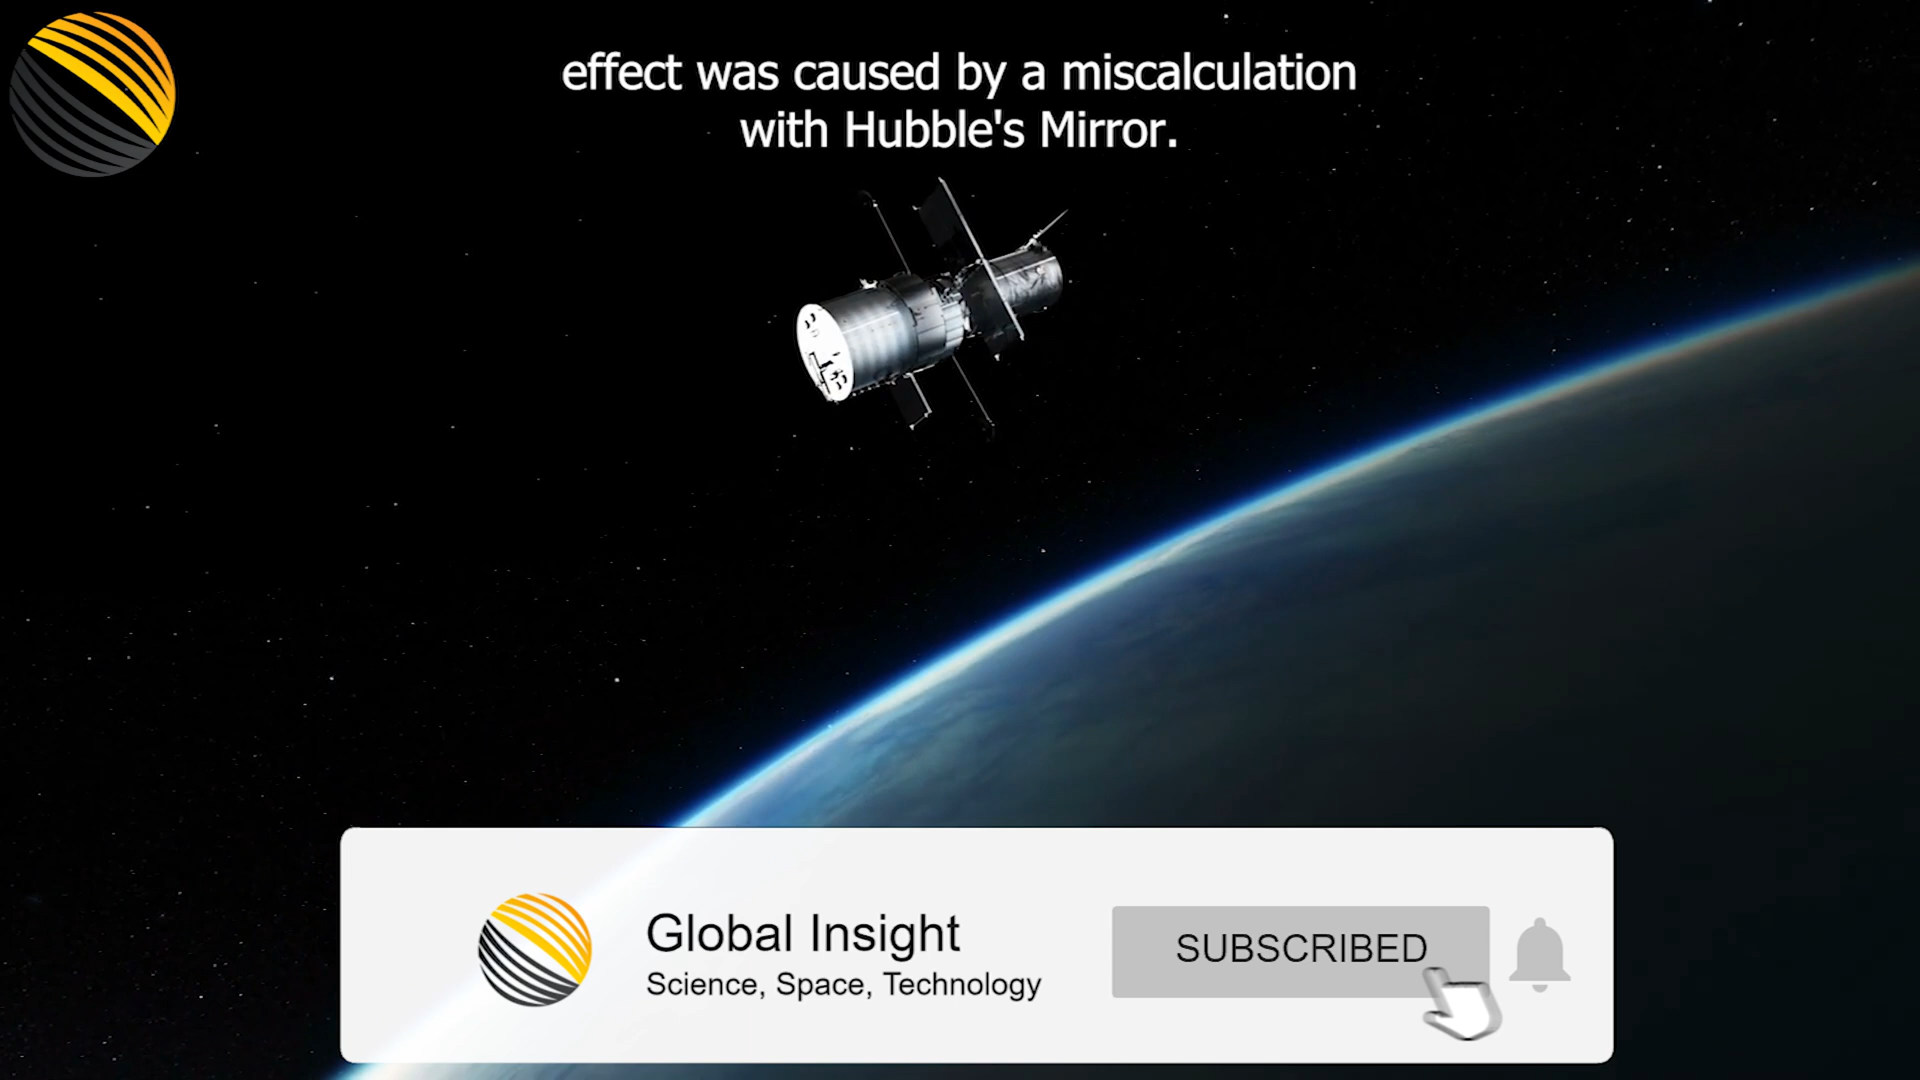 effect was caused by a miscalculation
with Hubble's Mirror.
Global Insight
Science, Space, Technology
SUBSCRIBED